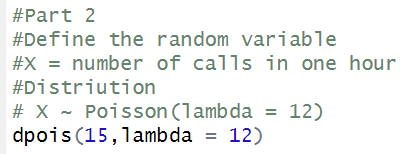 #Part 2
#Define the random variable
#X = number of calls in one hour
#Distriution
# X ~ Poisson(lambda = 12)
dpois(15,lambda = 12)